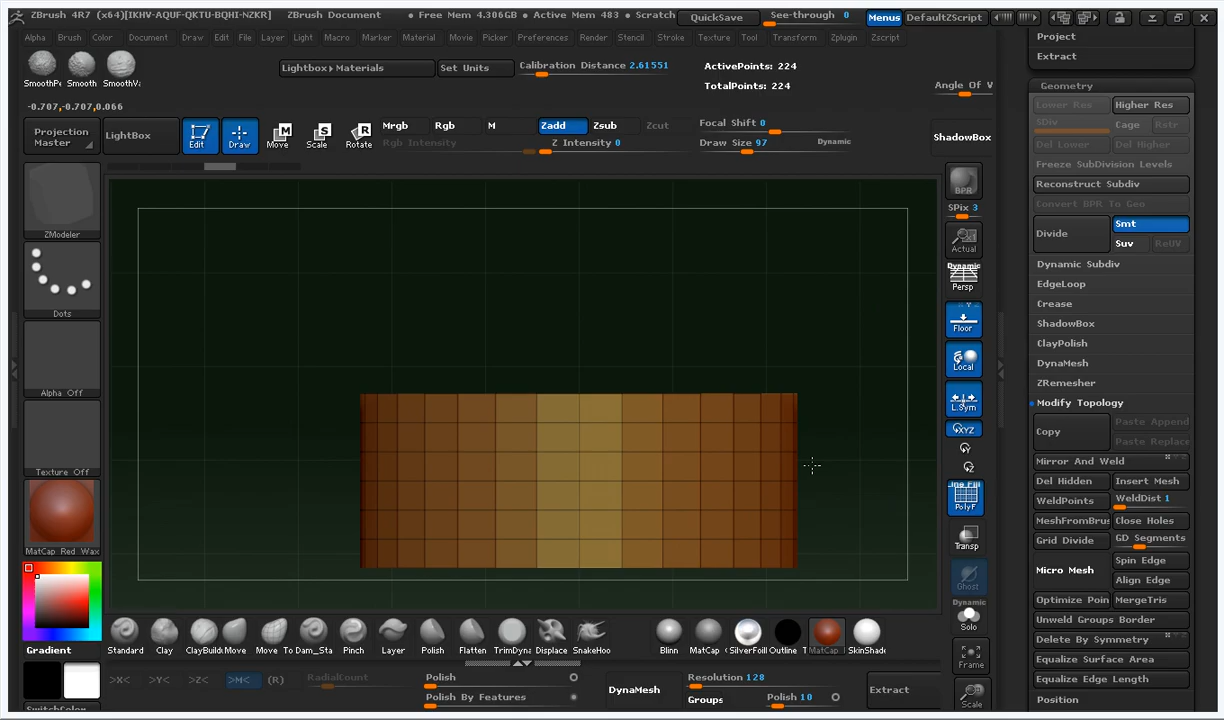 ZBrush 4R7 (x64)[IKHV-AQUF-QKTU-BQHI-NZKR] ZBrush Document • Free Mem 4.306GB • Active Mem 483 • Scratch QuickSave See-through 0 Menus DefaultZScript
Alpha Brush Color Document Draw Edit File Layer Light Macro Marker Material Movie Picker Preferences Render Stencil Stroke Texture Tool Transform Zplugin Zscript
SmoothPe Smooth SmoothVa
Lightbox▸Materials Set Units Calibration Distance 2.61551
ActivePoints: 224
TotalPoints: 224
Angle Of V
-0.707,-0.707,0.066
Projection Master LightBox Edit Draw Move Scale Rotate
Mrgb Rgb M Zadd Zsub Zcut
Rgb Intensity Z Intensity 0
Focal Shift 0
Draw Size 97 Dynamic
ShadowBox
ZModeler
Dots
Alpha Off
Texture Off
MatCap Red Wax
Gradient
SwitchColor
BPR
SPix 3
Actual
Dynamic
Persp
Floor
Local
L.Sym
XYZ
Line Fill
PolyF
Transp
Ghost
Dynamic
Solo
Frame
Scale
Project
Extract
Geometry
Lower Res Higher Res
SDiv Cage Rstr
Del Lower Del Higher
Freeze SubDivision Levels
Reconstruct Subdiv
Convert BPR To Geo
Divide Smt
Suv ReUV
Dynamic Subdiv
EdgeLoop
Crease
ShadowBox
ClayPolish
DynaMesh
ZRemesher
Modify Topology
Copy Paste Append
Paste Replace
Mirror And Weld
Del Hidden Insert Mesh
WeldPoints WeldDist 1
MeshFromBrus Close Holes
Grid Divide GD Segments
Micro Mesh Spin Edge
Align Edge
Optimize Poin MergeTris
Unweld Groups Border
Delete By Symmetry
Equalize Surface Area
Equalize Edge Length
Position
Standard Clay ClayBuild Move Move To Dam_Sta Pinch Layer Polish Flatten TrimDyna Displace SnakeHoo Blinn MatCap SilverFoil Outline MatCap SkinShade
>X< >Y< >Z< >M< (R) RadialCount
Polish
Polish By Features
DynaMesh
Resolution 128
Groups Polish 10
Extract